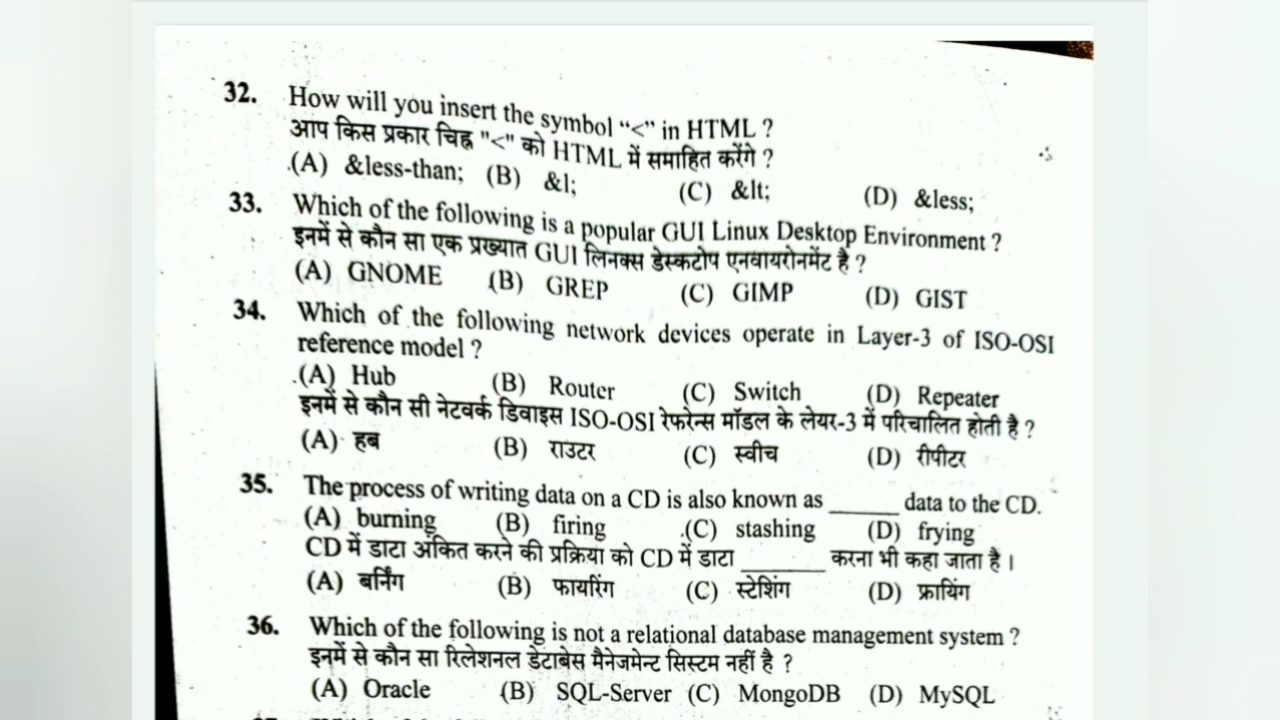 32. How will you insert the symbol “<” in HTML ?
आप किस प्रकार चिह्न "<" को HTML में समाहित करेंगे ?
(A) &less-than; (B) &l; (C) &lt; (D) &less;
33. Which of the following is a popular GUI Linux Desktop Environment ?
इनमें से कौन सा एक प्रख्यात GUI लिनक्स डेस्कटोप एनवायरोनमेंट है ?
(A) GNOME (B) GREP (C) GIMP (D) GIST
34. Which of the following network devices operate in Layer-3 of ISO-OSI
reference model ?
(A) Hub (B) Router (C) Switch (D) Repeater
इनमें से कौन सी नेटवर्क डिवाइस ISO-OSI रेफरेन्स मॉडल के लेयर-3 में परिचालित होती है ?
(A) हब (B) राउटर (C) स्वीच (D) रीपीटर
35. The process of writing data on a CD is also known as ______ data to the CD.
(A) burning (B) firing (C) stashing (D) frying
CD में डाटा अंकित करने की प्रक्रिया को CD में डाटा ______ करना भी कहा जाता है ।
(A) बर्निंग (B) फायरिंग (C) स्टेशिंग (D) फ्रायिंग
36. Which of the following is not a relational database management system ?
इनमें से कौन सा रिलेशनल डेटाबेस मैनेजमेन्ट सिस्टम नहीं है ?
(A) Oracle (B) SQL-Server (C) MongoDB (D) MySQL